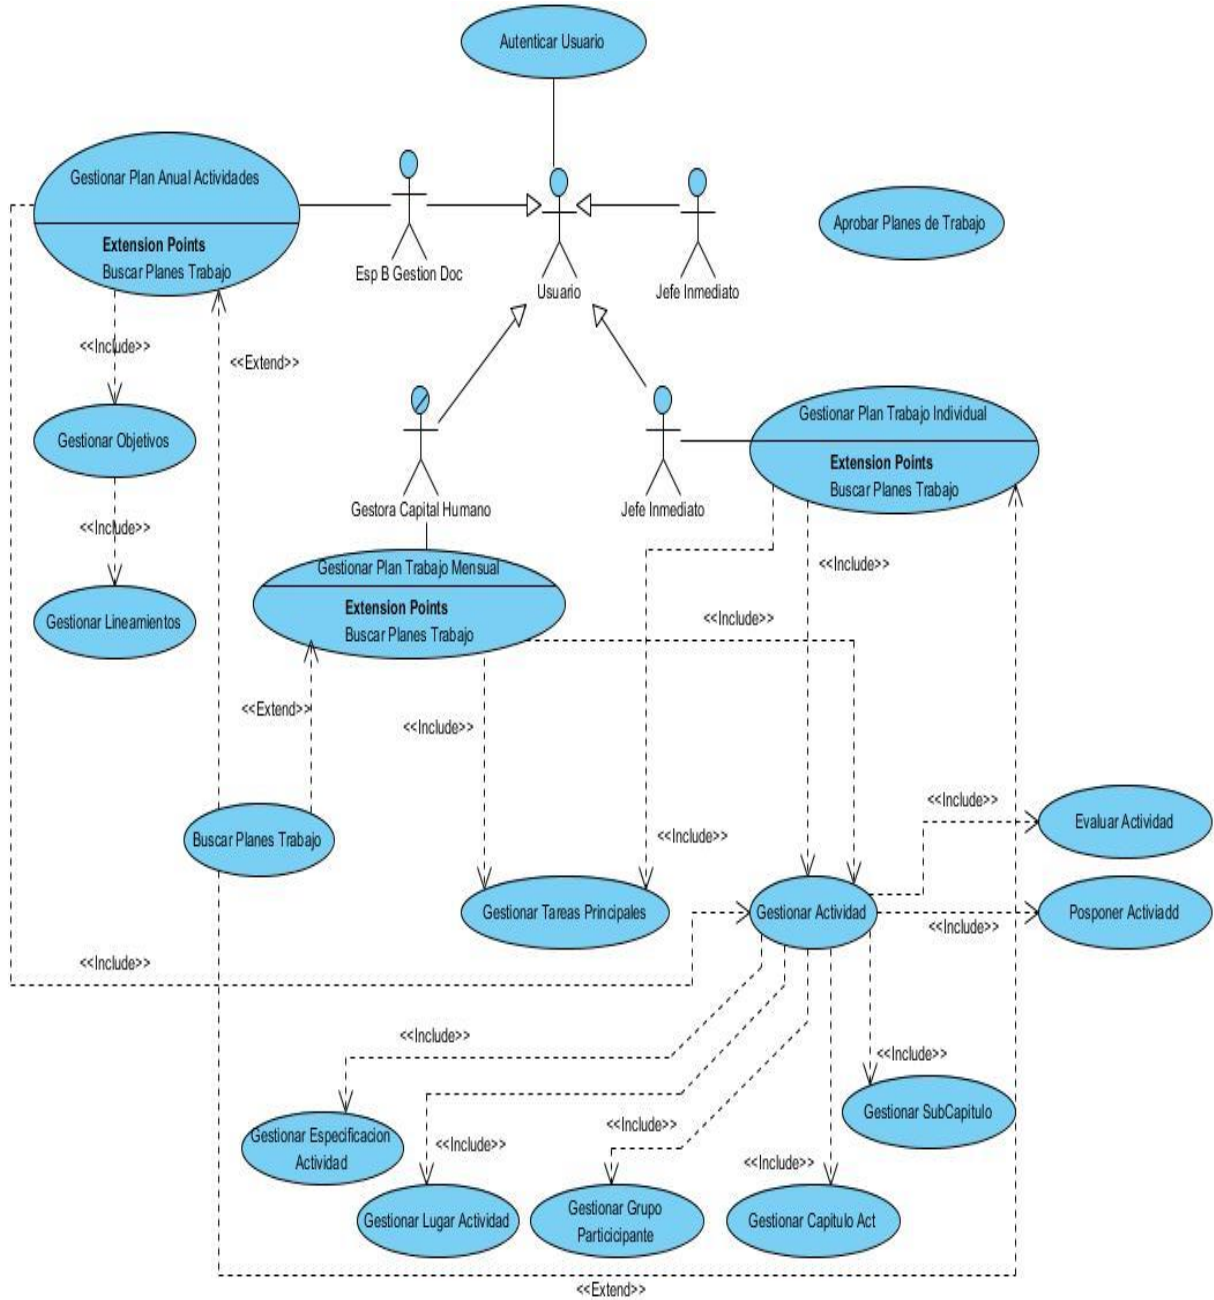 Autenticar Usuario
Gestionar Plan Anual Actividades
Extension Points
Buscar Planes Trabajo
Esp B Gestion Doc
Usuario
Jefe Inmediato
Aprobar Planes de Trabajo
<<Include>>
<<Extend>>
Gestionar Objetivos
<<Include>>
Gestionar Lineamientos
Gestora Capital Humano
Jefe Inmediato
Gestionar Plan Trabajo Individual
Extension Points
Buscar Planes Trabajo
Gestionar Plan Trabajo Mensual
Extension Points
Buscar Planes Trabajo
<<Include>>
<<Include>>
<<Extend>>
<<Include>>
Buscar Planes Trabajo
<<Include>>
<<Include>>
Evaluar Actividad
Gestionar Tareas Principales
Gestionar Actividad
<<Include>>
Posponer Activiadd
<<Include>>
<<Include>>
<<Include>>
Gestionar SubCapitulo
Gestionar Especificacion
Actividad
<<Include>>
<<Include>>
<<Include>>
Gestionar Lugar Actividad
Gestionar Grupo
Particicipante
Gestionar Capitulo Act
<<Extend>>